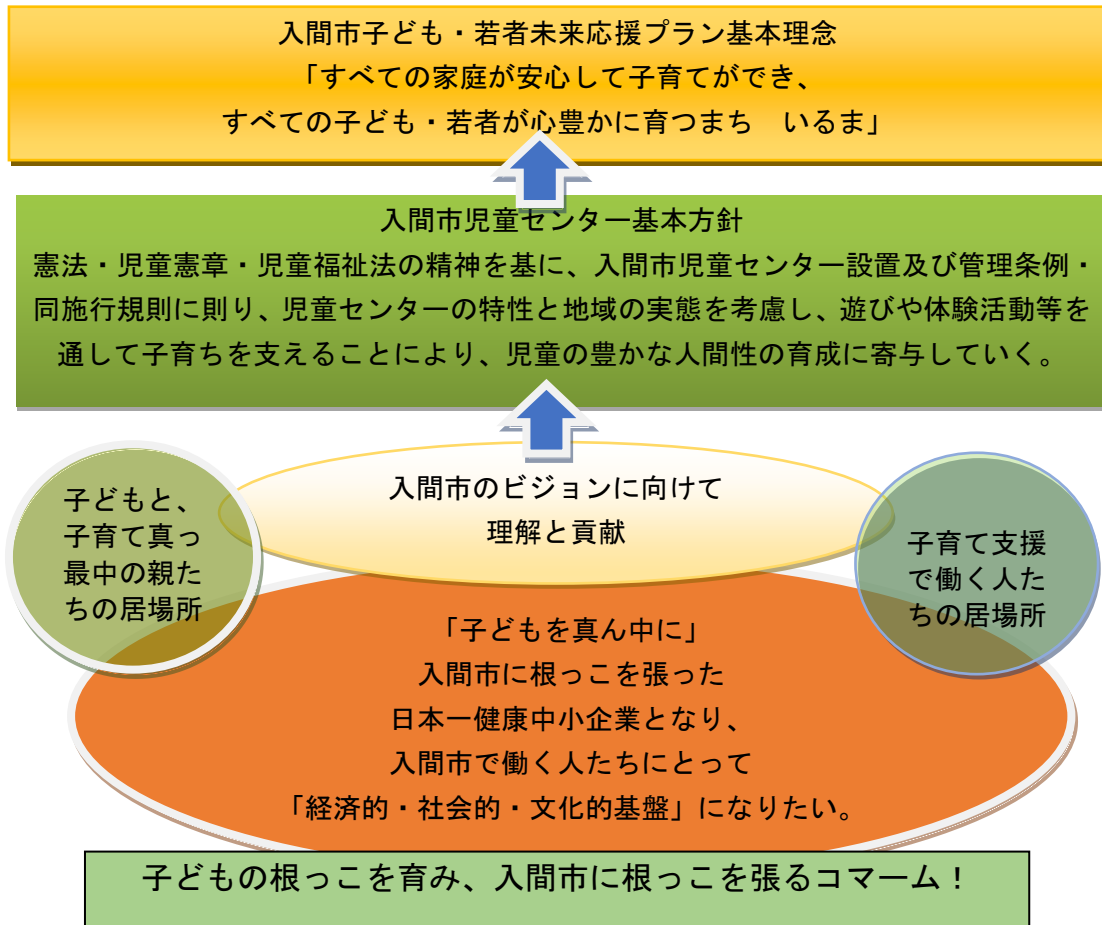 入間市子ども・若者未来応援プラン基本理念
「すべての家庭が安心して子育てができ、
すべての子ども・若者が心豊かに育つまち　いるま」
入間市児童センター基本方針
憲法・児童憲章・児童福祉法の精神を基に、入間市児童センター設置及び管理条例・
同施行規則に則り、児童センターの特性と地域の実態を考慮し、遊びや体験活動等を
通して子育ちを支えることにより、児童の豊かな人間性の育成に寄与していく。
入間市のビジョンに向けて
理解と貢献
子どもと、
子育て真っ
最中の親た
ちの居場所
子育て支援
で働く人た
ちの居場所
「子どもを真ん中に」
入間市に根っこを張った
日本一健康中小企業となり、
入間市で働く人たちにとって
「経済的・社会的・文化的基盤」になりたい。
子どもの根っこを育み、入間市に根っこを張るコマーム！